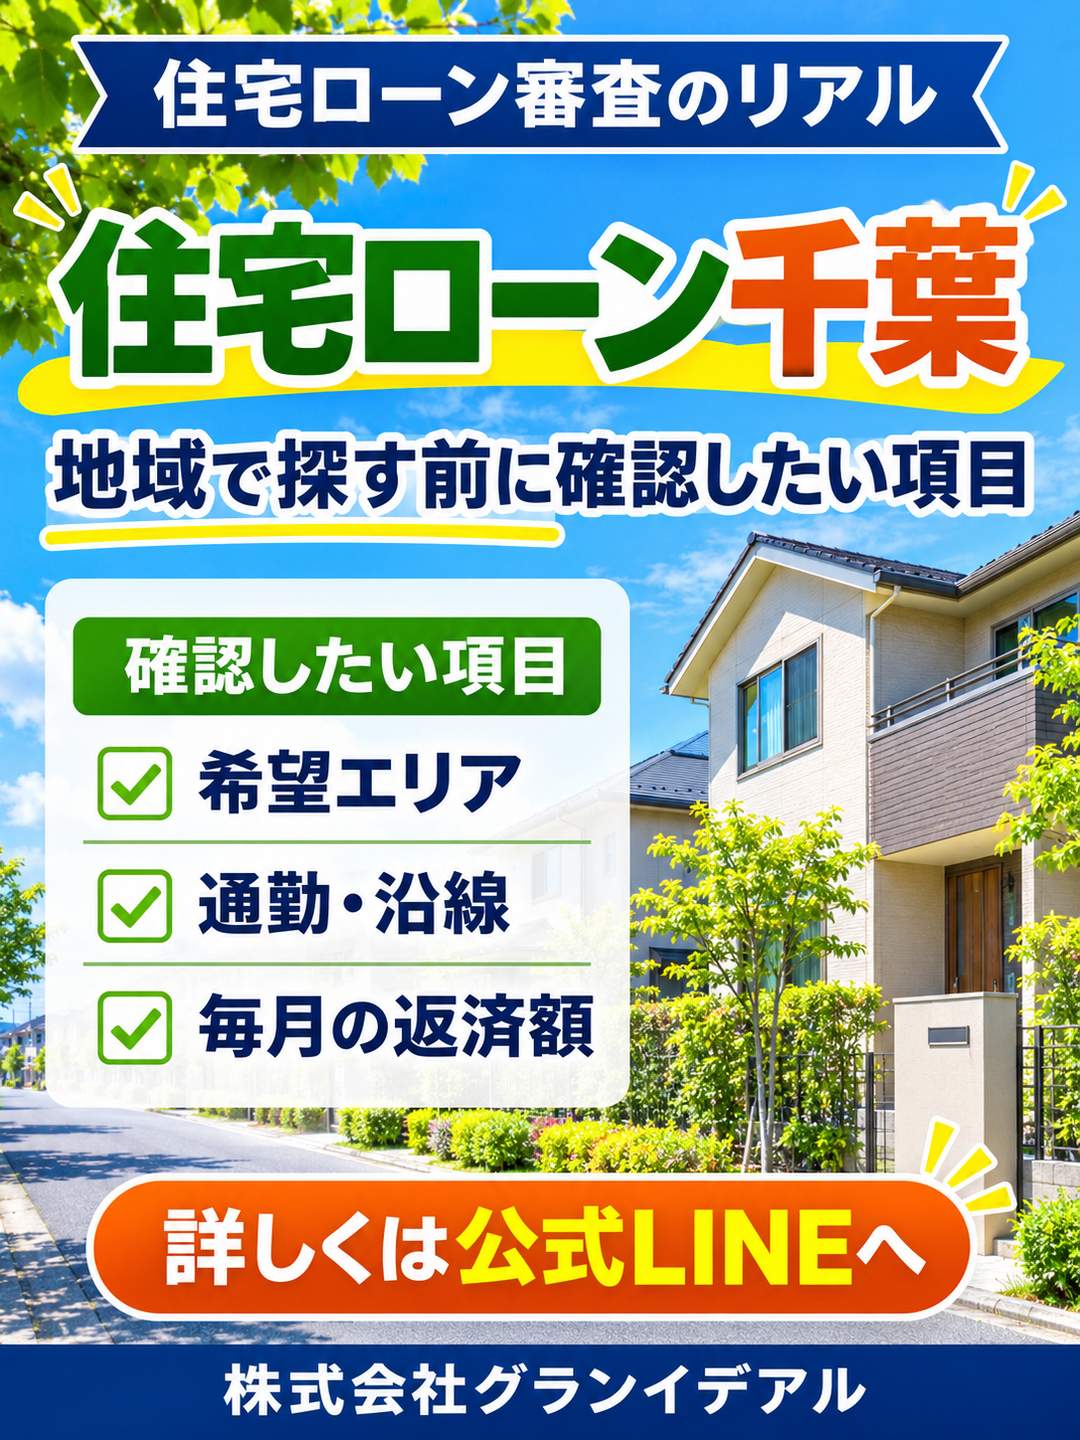 住宅ローン審査のリアル
住宅ローン千葉
地域で探す前に確認したい項目
確認したい項目
希望エリア
通勤・沿線
毎月の返済額
詳しくは公式LINEへ
株式会社グランイデアル